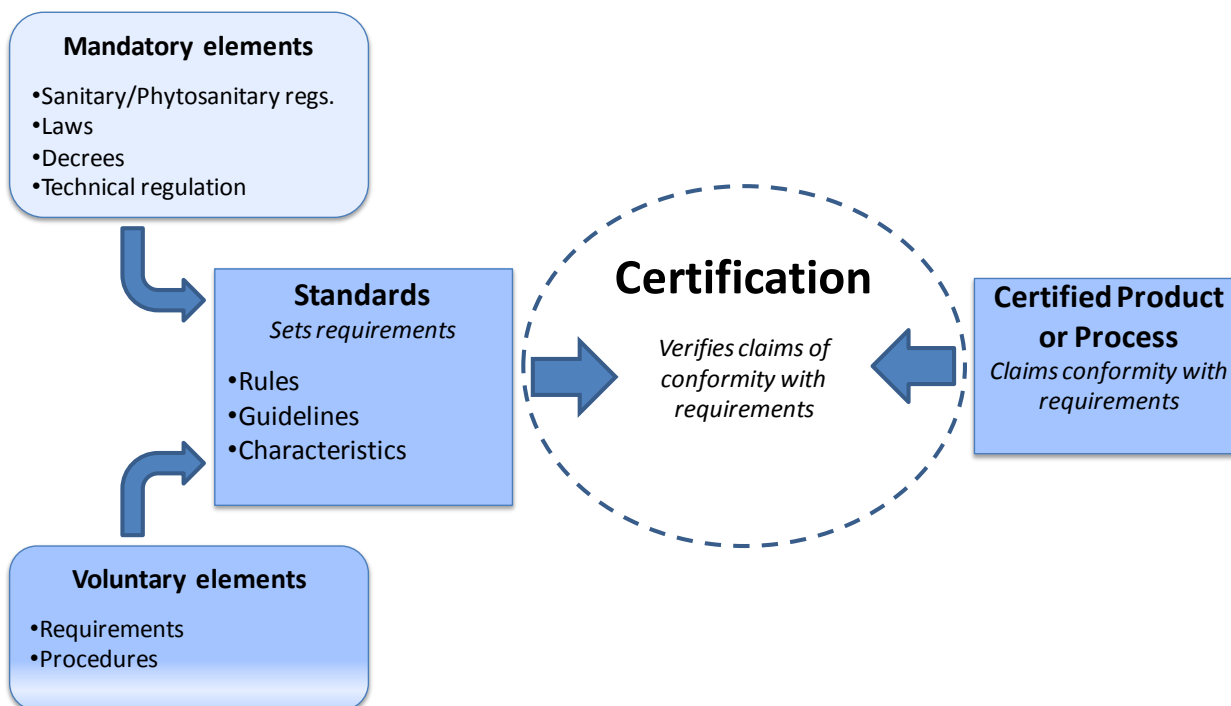 Mandatory elements
•Sanitary/Phytosanitary regs.
•Laws
•Decrees
•Technical regulation
Standards
Sets requirements
•Rules
•Guidelines
•Characteristics
Voluntary elements
•Requirements
•Procedures
Certification
Verifies claims of
conformity with
requirements
Certified Product
or Process
Claims conformity with
requirements